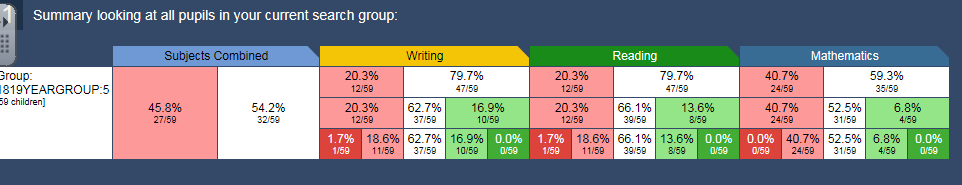 Summary looking at all pupils in your current search group:
Subjects Combined Writing Reading Mathematics
Group:
1819YEARGROUP:5
59 children]
45.8% 54.2%
27/59 32/59
20.3% 79.7% 20.3% 79.7% 40.7% 59.3%
12/59 47/59 12/59 47/59 24/59 35/59
20.3% 62.7% 16.9% 20.3% 66.1% 13.6% 40.7% 52.5% 6.8%
12/59 37/59 10/59 12/59 39/59 8/59 24/59 31/59 4/59
1.7% 18.6% 62.7% 16.9% 0.0% 1.7% 18.6% 66.1% 13.6% 0.0% 0.0% 40.7% 52.5% 6.8% 0.0%
1/59 11/59 37/59 10/59 0/59 1/59 11/59 39/59 8/59 0/59 0/59 24/59 31/59 4/59 0/59